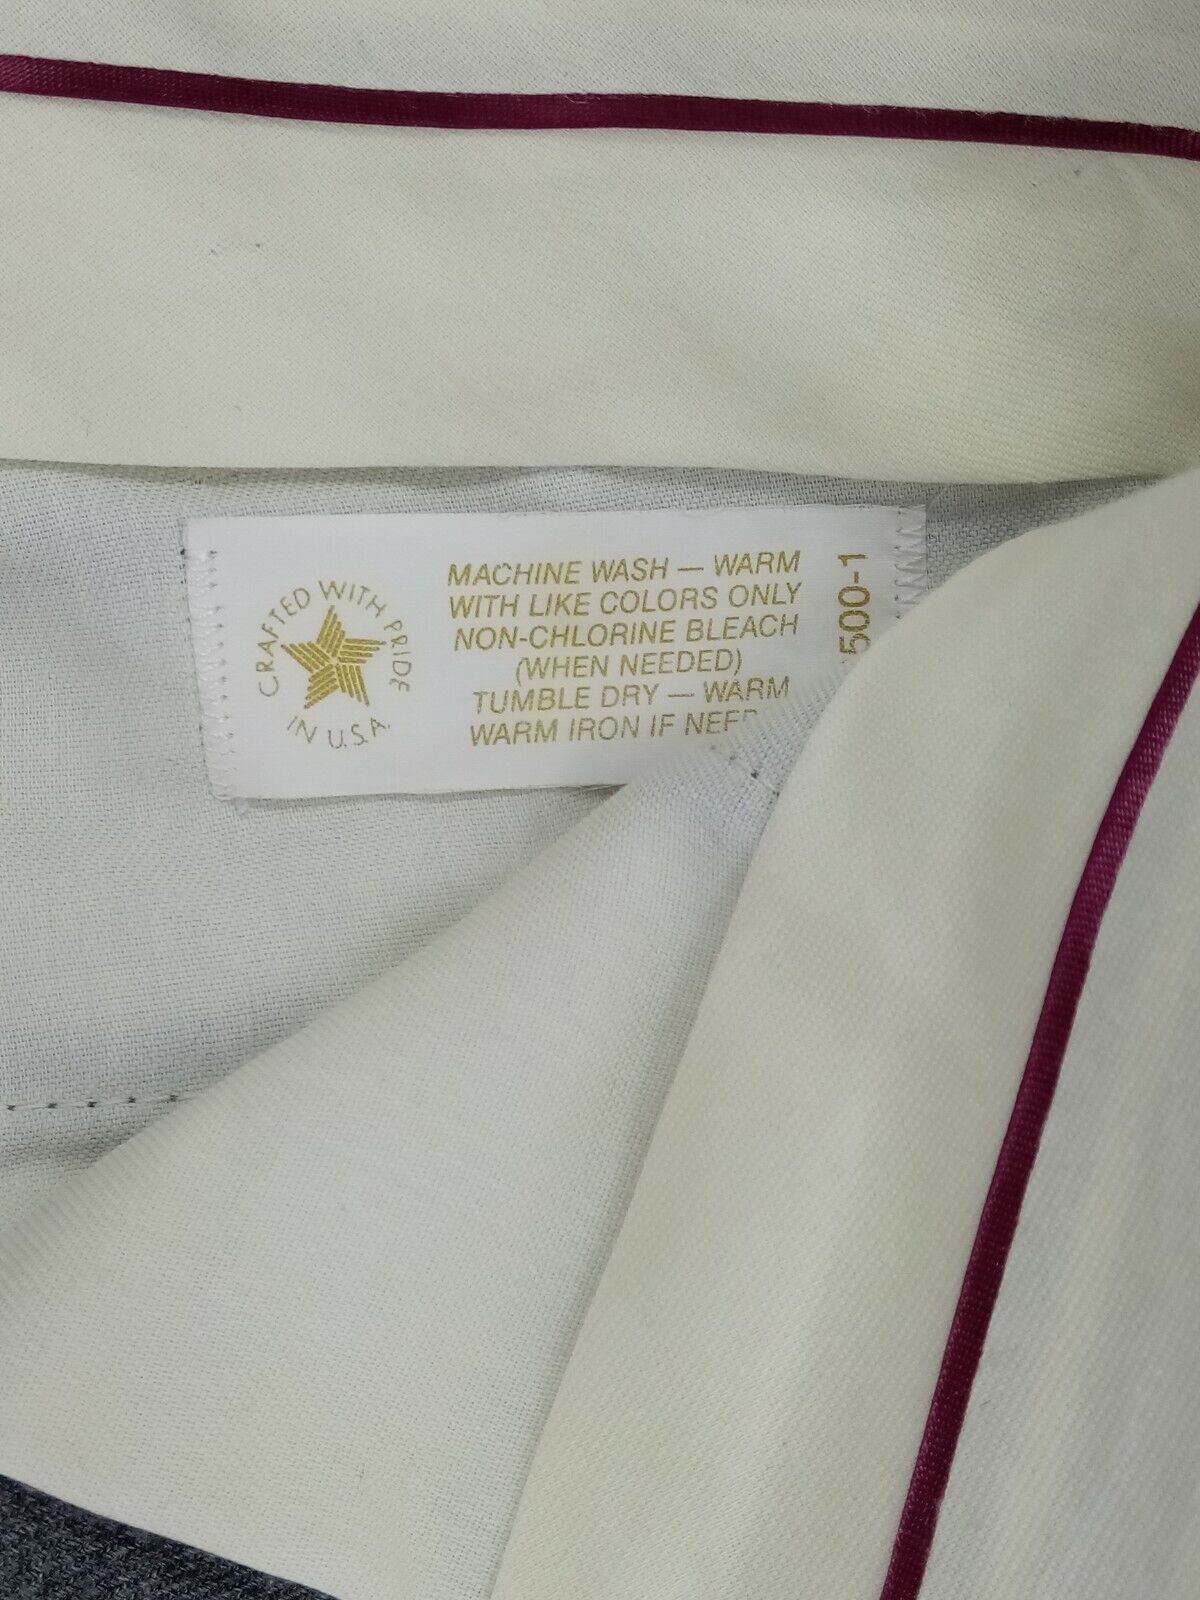 CRAFTED WITH PRIDE
IN U.S.A.
MACHINE WASH — WARM
WITH LIKE COLORS ONLY
NON-CHLORINE BLEACH
(WHEN NEEDED)
TUMBLE DRY — WARM
WARM IRON IF
500-1